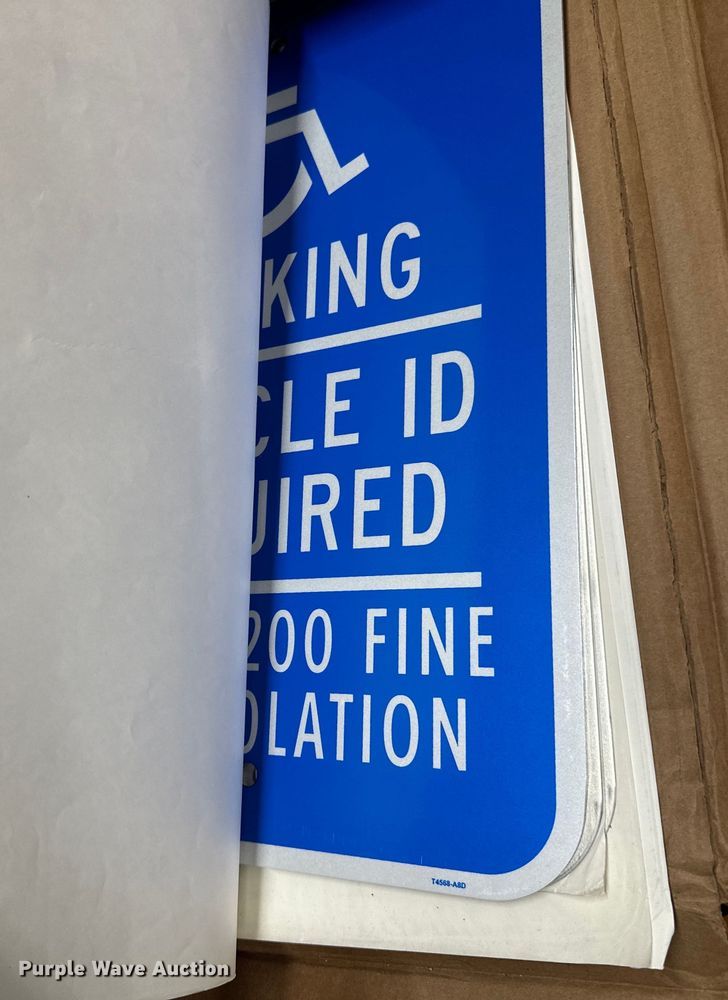 KING
CLE ID
UIRED
200 FINE
OLATION
T4568-A8D
Purple Wave Auction